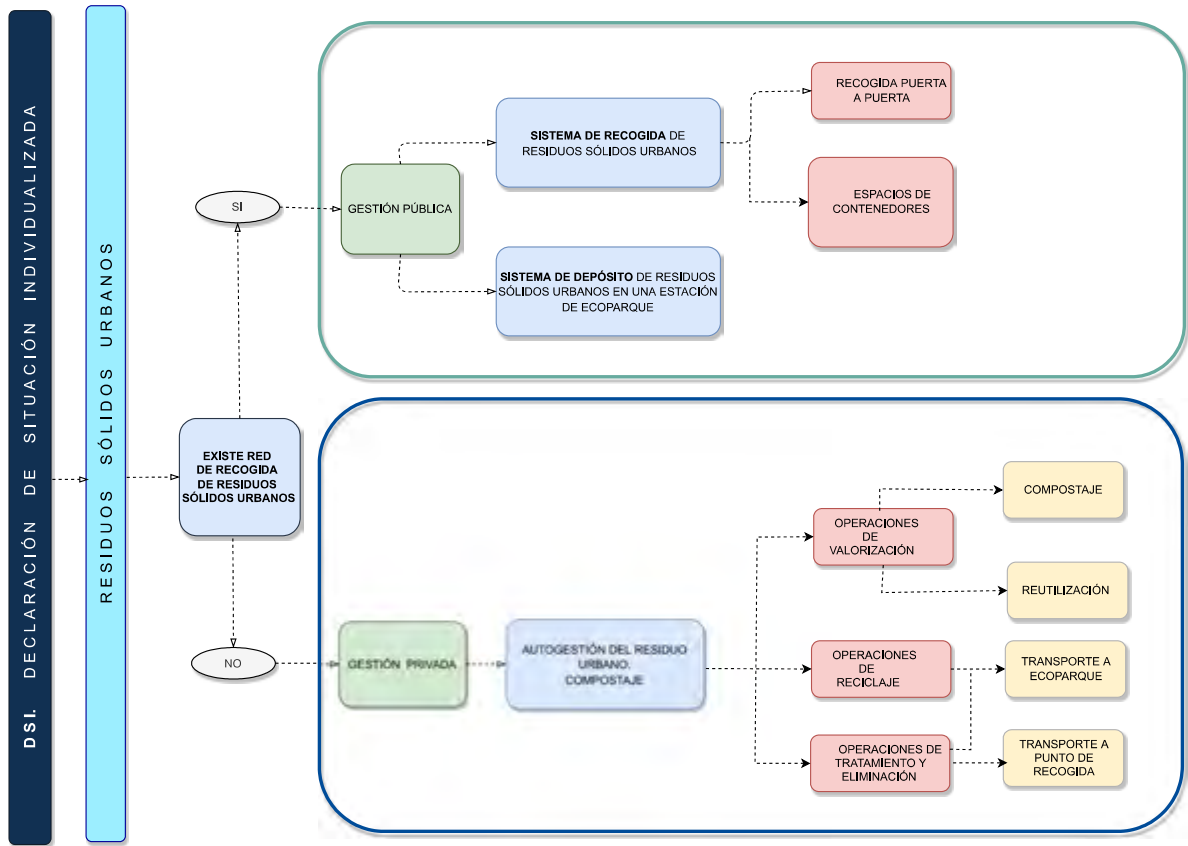 DSI. DECLARACIÓN DE SITUACIÓN INDIVIDUALIZADA
RESIDUOS SÓLIDOS URBANOS
EXISTE RED
DE RECOGIDA
DE RESIDUOS
SÓLIDOS URBANOS
SI
GESTIÓN PÚBLICA
SISTEMA DE RECOGIDA DE
RESIDUOS SÓLIDOS URBANOS
RECOGIDA PUERTA
A PUERTA
ESPACIOS DE
CONTENEDORES
SISTEMA DE DEPÓSITO DE RESIDUOS
SÓLIDOS URBANOS EN UNA ESTACIÓN
DE ECOPARQUE
NO
GESTIÓN PRIVADA
AUTOGESTIÓN DEL RESIDUO
URBANO.
COMPOSTAJE
OPERACIONES
DE
VALORIZACIÓN
COMPOSTAJE
REUTILIZACIÓN
OPERACIONES
DE
RECICLAJE
TRANSPORTE A
ECOPARQUE
OPERACIONES DE
TRATAMIENTO Y
ELIMINACIÓN
TRANSPORTE A
PUNTO DE
RECOGIDA